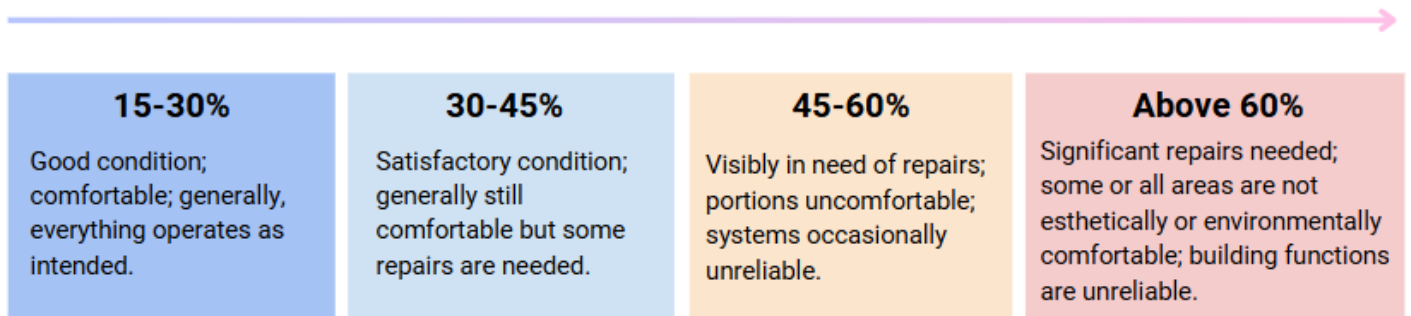 15-30%
Good condition;
comfortable; generally,
everything operates as
intended.
30-45%
Satisfactory condition;
generally still
comfortable but some
repairs are needed.
45-60%
Visibly in need of repairs;
portions uncomfortable;
systems occasionally
unreliable.
Above 60%
Significant repairs needed;
some or all areas are not
esthetically or environmentally
comfortable; building functions
are unreliable.